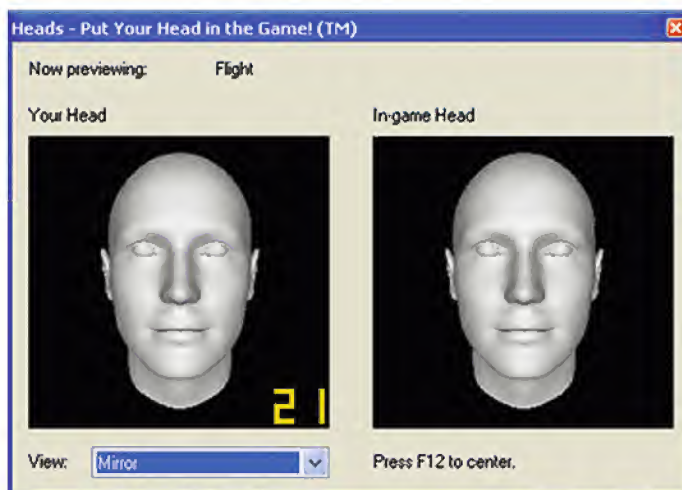 Heads - Put Your Head in the Game! (TM)
Now previewing: Flight
Your Head In-game Head
21
View: Mirror Press F12 to center.